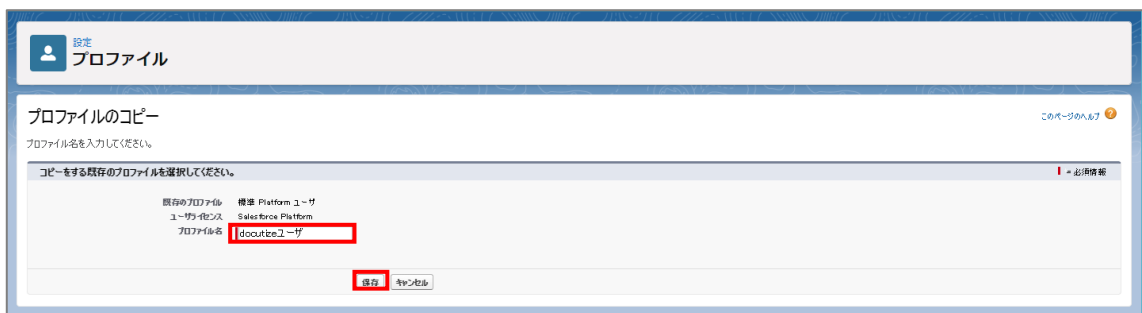 設定
プロファイル
プロファイルのコピー
このページのヘルプ
プロファイル名を入力してください。
コピーをする既存のプロファイルを選択してください。
= 必須情報
既存のプロファイル 標準 Platform ユーザ
ユーザライセンス Salesforce Platform
プロファイル名 docutizeユーザ
保存 キャンセル